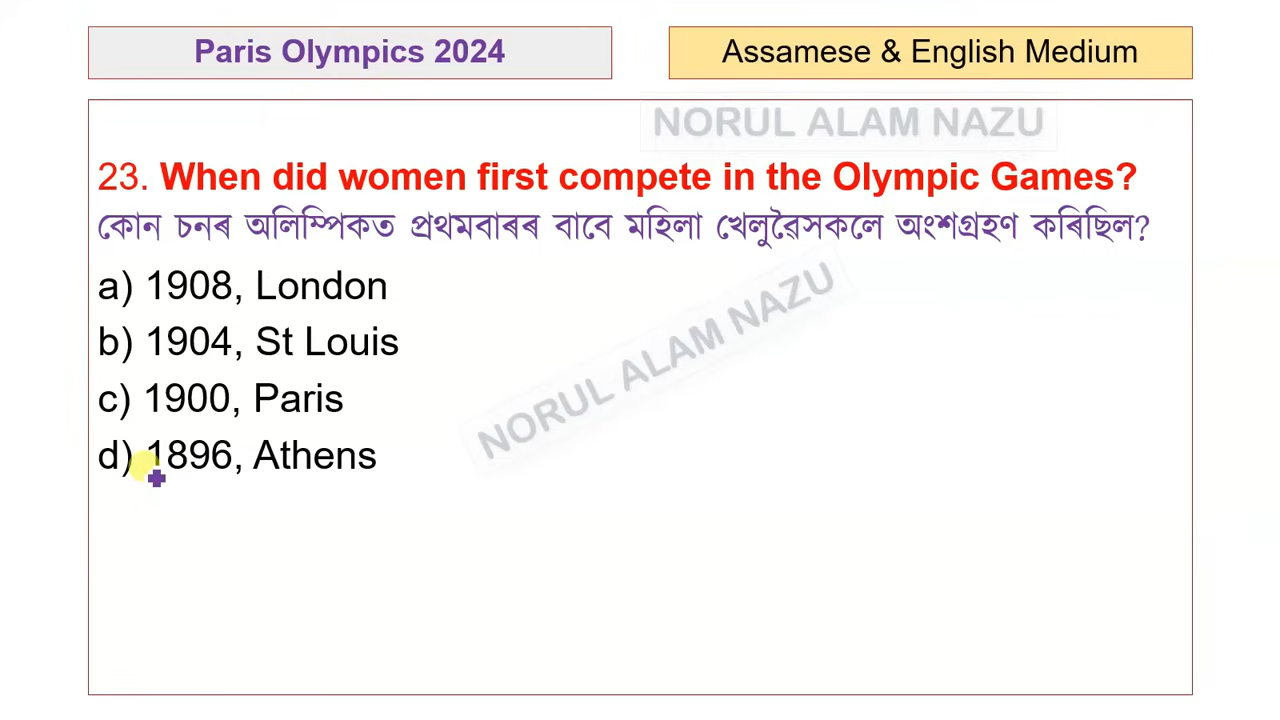 Paris Olympics 2024
Assamese & English Medium
NORUL ALAM NAZU
23. When did women first compete in the Olympic Games?
কোন চনৰ অলিম্পিকত প্ৰথমবাৰৰ বাবে মহিলা খেলুৱৈসকলে অংশগ্ৰহণ কৰিছিল?
a) 1908, London
b) 1904, St Louis
c) 1900, Paris
d) 1896, Athens
NORUL ALAM NAZU